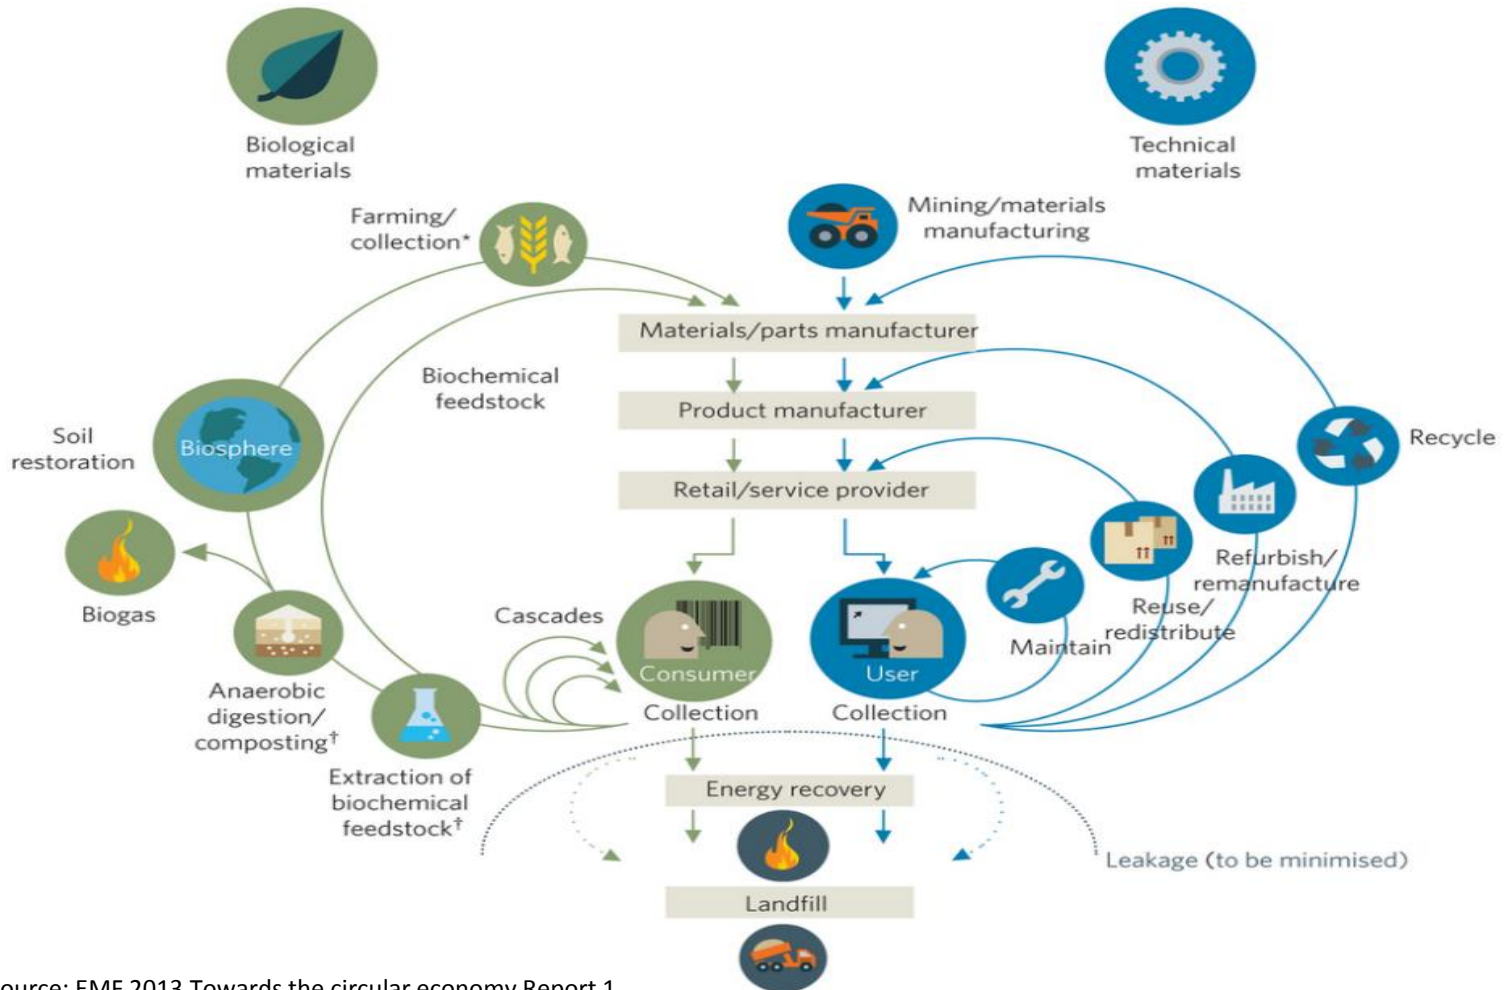 Biological
materials
Technical
materials
Farming/
collection*
Mining/materials
manufacturing
Materials/parts manufacturer
Biochemical
feedstock
Product manufacturer
Soil
restoration
Biosphere
Recycle
Retail/service provider
Biogas
Refurbish/
remanufacture
Reuse/
redistribute
Cascades
Maintain
Consumer
User
Anaerobic
digestion/
composting†
Collection
Collection
Extraction of
biochemical
feedstock†
Energy recovery
Leakage (to be minimised)
Landfill
ource: EMF 2013 Towards the circular economy Report 1